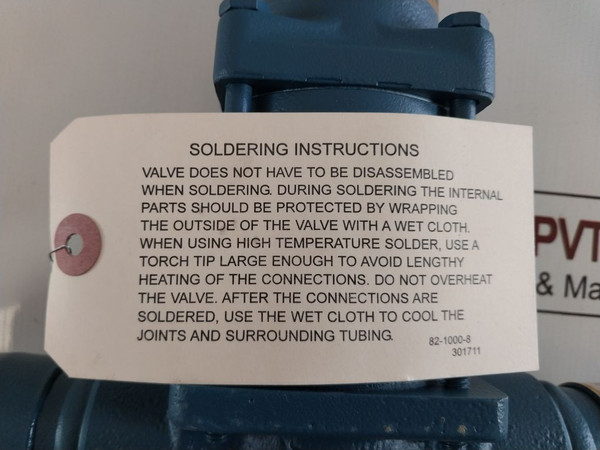 SOLDERING INSTRUCTIONS
VALVE DOES NOT HAVE TO BE DISASSEMBLED
WHEN SOLDERING. DURING SOLDERING THE INTERNAL
PARTS SHOULD BE PROTECTED BY WRAPPING
THE OUTSIDE OF THE VALVE WITH A WET CLOTH.
WHEN USING HIGH TEMPERATURE SOLDER, USE A
TORCH TIP LARGE ENOUGH TO AVOID LENGTHY
HEATING OF THE CONNECTIONS. DO NOT OVERHEAT
THE VALVE. AFTER THE CONNECTIONS ARE
SOLDERED, USE THE WET CLOTH TO COOL THE
JOINTS AND SURROUNDING TUBING.
82-1000-8
301711
PVT
& Ma